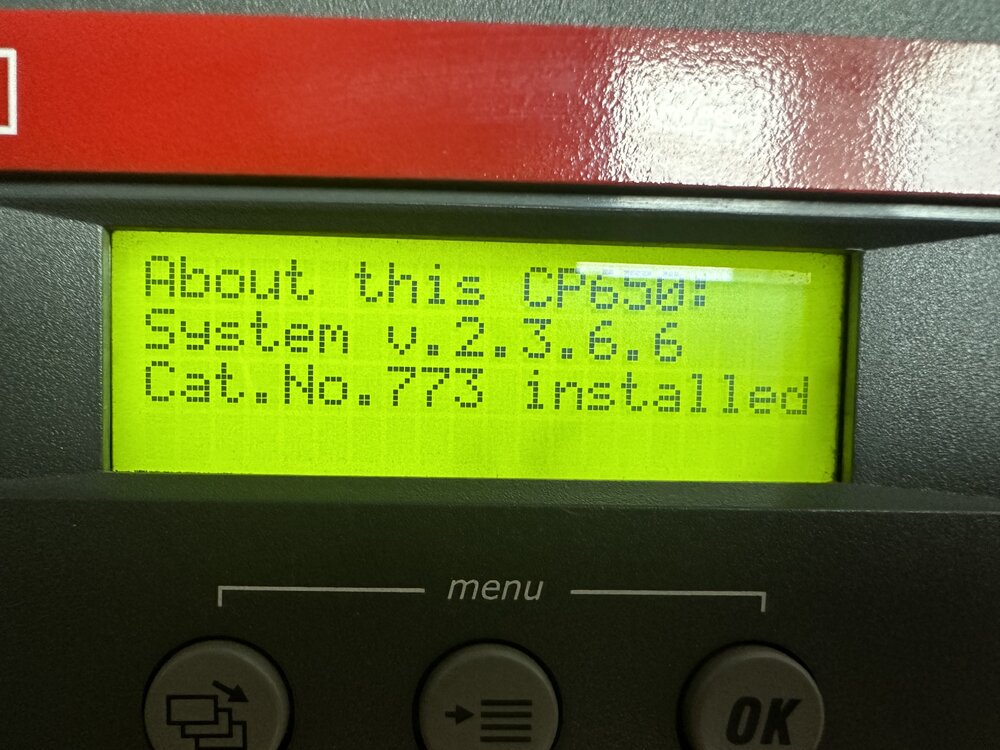 About this CP650:
System v.2.3.6.6
Cat.No.773 installed
menu
OK